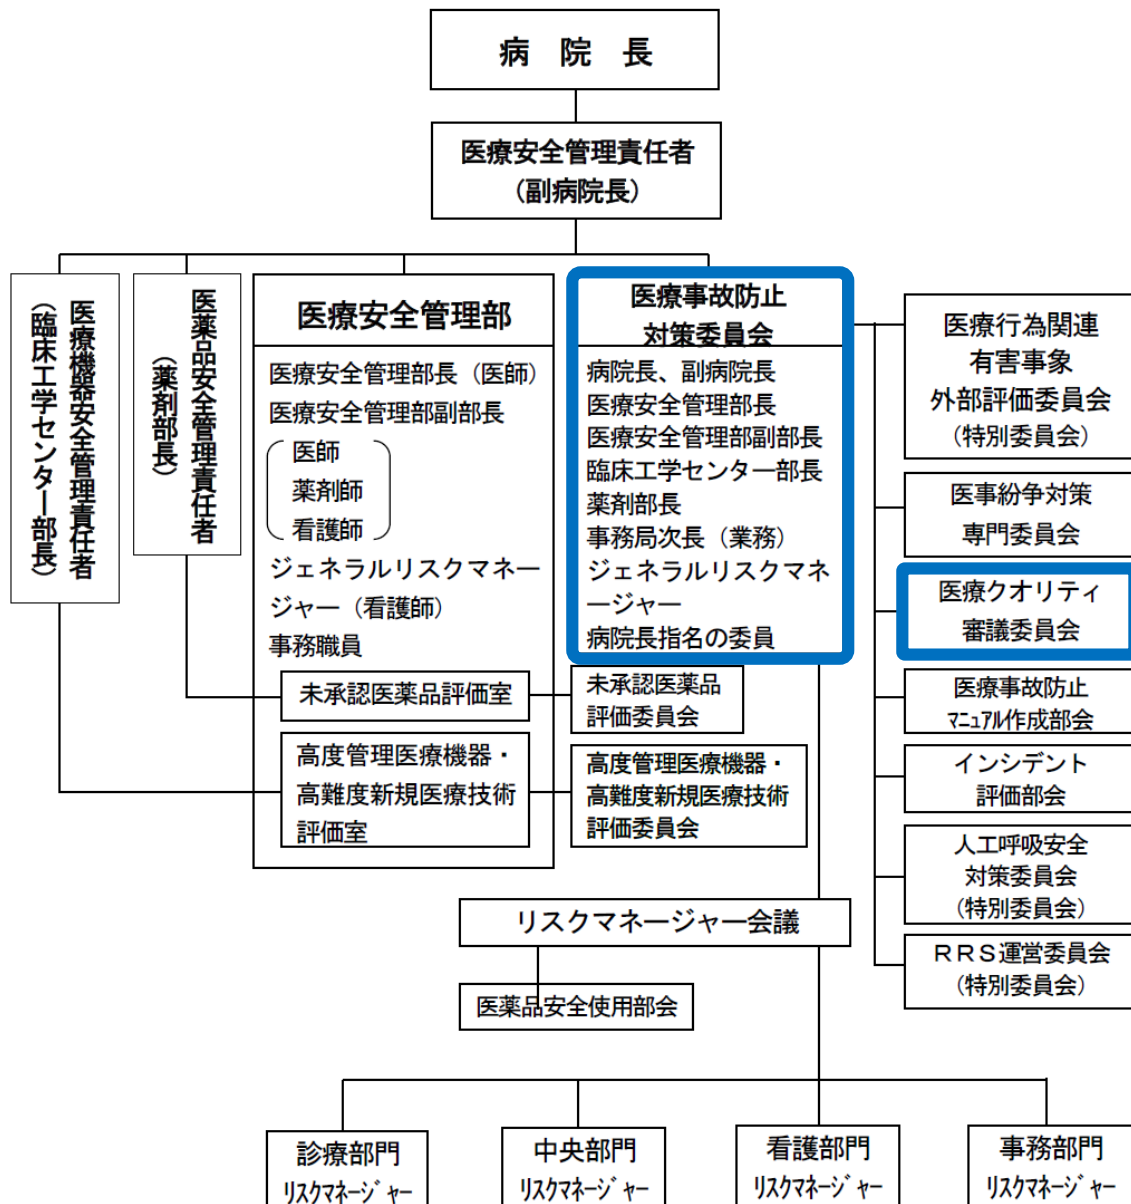 病 院 長
医療安全管理責任者
(副病院長)
医療機器安全管理責任者
(臨床工学センター部長)
医薬品安全管理責任者
(薬剤部長)
医療安全管理部
医療安全管理部長（医師）
医療安全管理部副部長
医師
薬剤師
看護師
ジェネラルリスクマネー
ジャー（看護師）
事務職員
未承認医薬品評価室
高度管理医療機器・
高難度新規医療技術
評価室
医療事故防止
対策委員会
病院長、副病院長
医療安全管理部長
医療安全管理部副部長
臨床工学センター部長
薬剤部長
事務局次長（業務）
ジェネラルリスクマネ
ージャー
病院長指名の委員
未承認医薬品
評価委員会
高度管理医療機器・
高難度新規医療技術
評価委員会
医療行為関連
有害事象
外部評価委員会
（特別委員会）
医事紛争対策
専門委員会
医療クオリティ
審議委員会
医療事故防止
ﾏﾆｭｱﾙ作成部会
インシデント
評価部会
人工呼吸安全
対策委員会
（特別委員会）
ＲＲＳ運営委員会
（特別委員会）
リスクマネージャー会議
医薬品安全使用部会
診療部門
ﾘｽｸﾏﾈｰｼﾞｬｰ
中央部門
ﾘｽｸﾏﾈｰｼﾞｬｰ
看護部門
ﾘｽｸﾏﾈｰｼﾞｬｰ
事務部門
ﾘｽｸﾏﾈｰｼﾞｬｰ